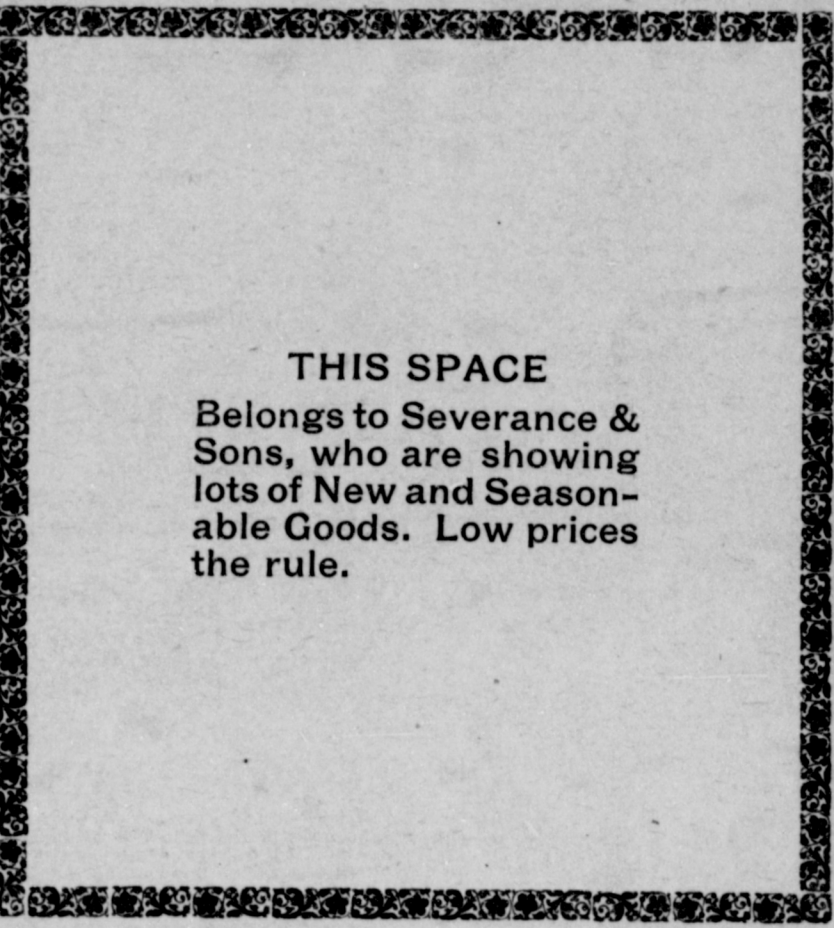 THIS SPACE
Belongs to Severance &
Sons, who are showing
lots of New and Season-
able Goods. Low prices
the rule.